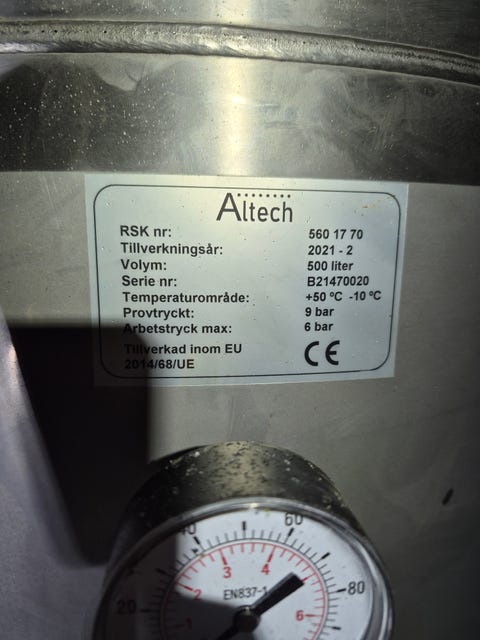 Altech
RSK nr: 560 17 70
Tillverkningsår: 2021 - 2
Volym: 500 liter
Serie nr: B21470020
Temperaturområde: +50 ºC -10 ºC
Provtryckt: 9 bar
Arbetstryck max: 6 bar
Tillverkad inom EU
2014/68/UE
CE
40 60
3 4
20 2 EN837-1 80
1 6